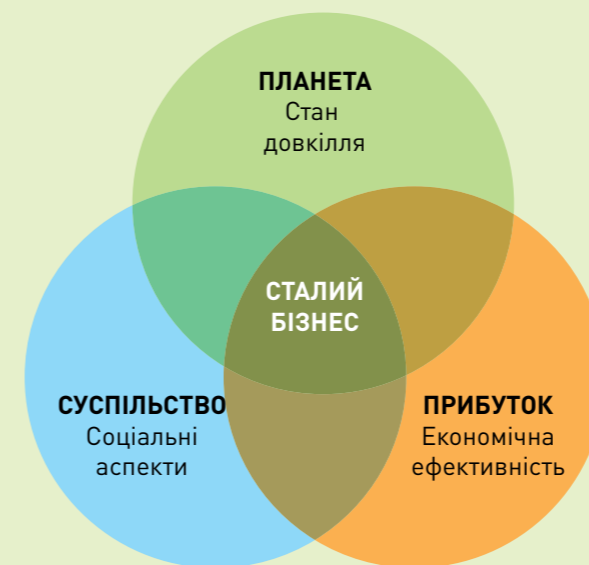 ПЛАНЕТА
Стан
довкілля
СТАЛИЙ
БІЗНЕС
СУСПІЛЬСТВО
Соціальні
аспекти
ПРИБУТОК
Економічна
ефективність